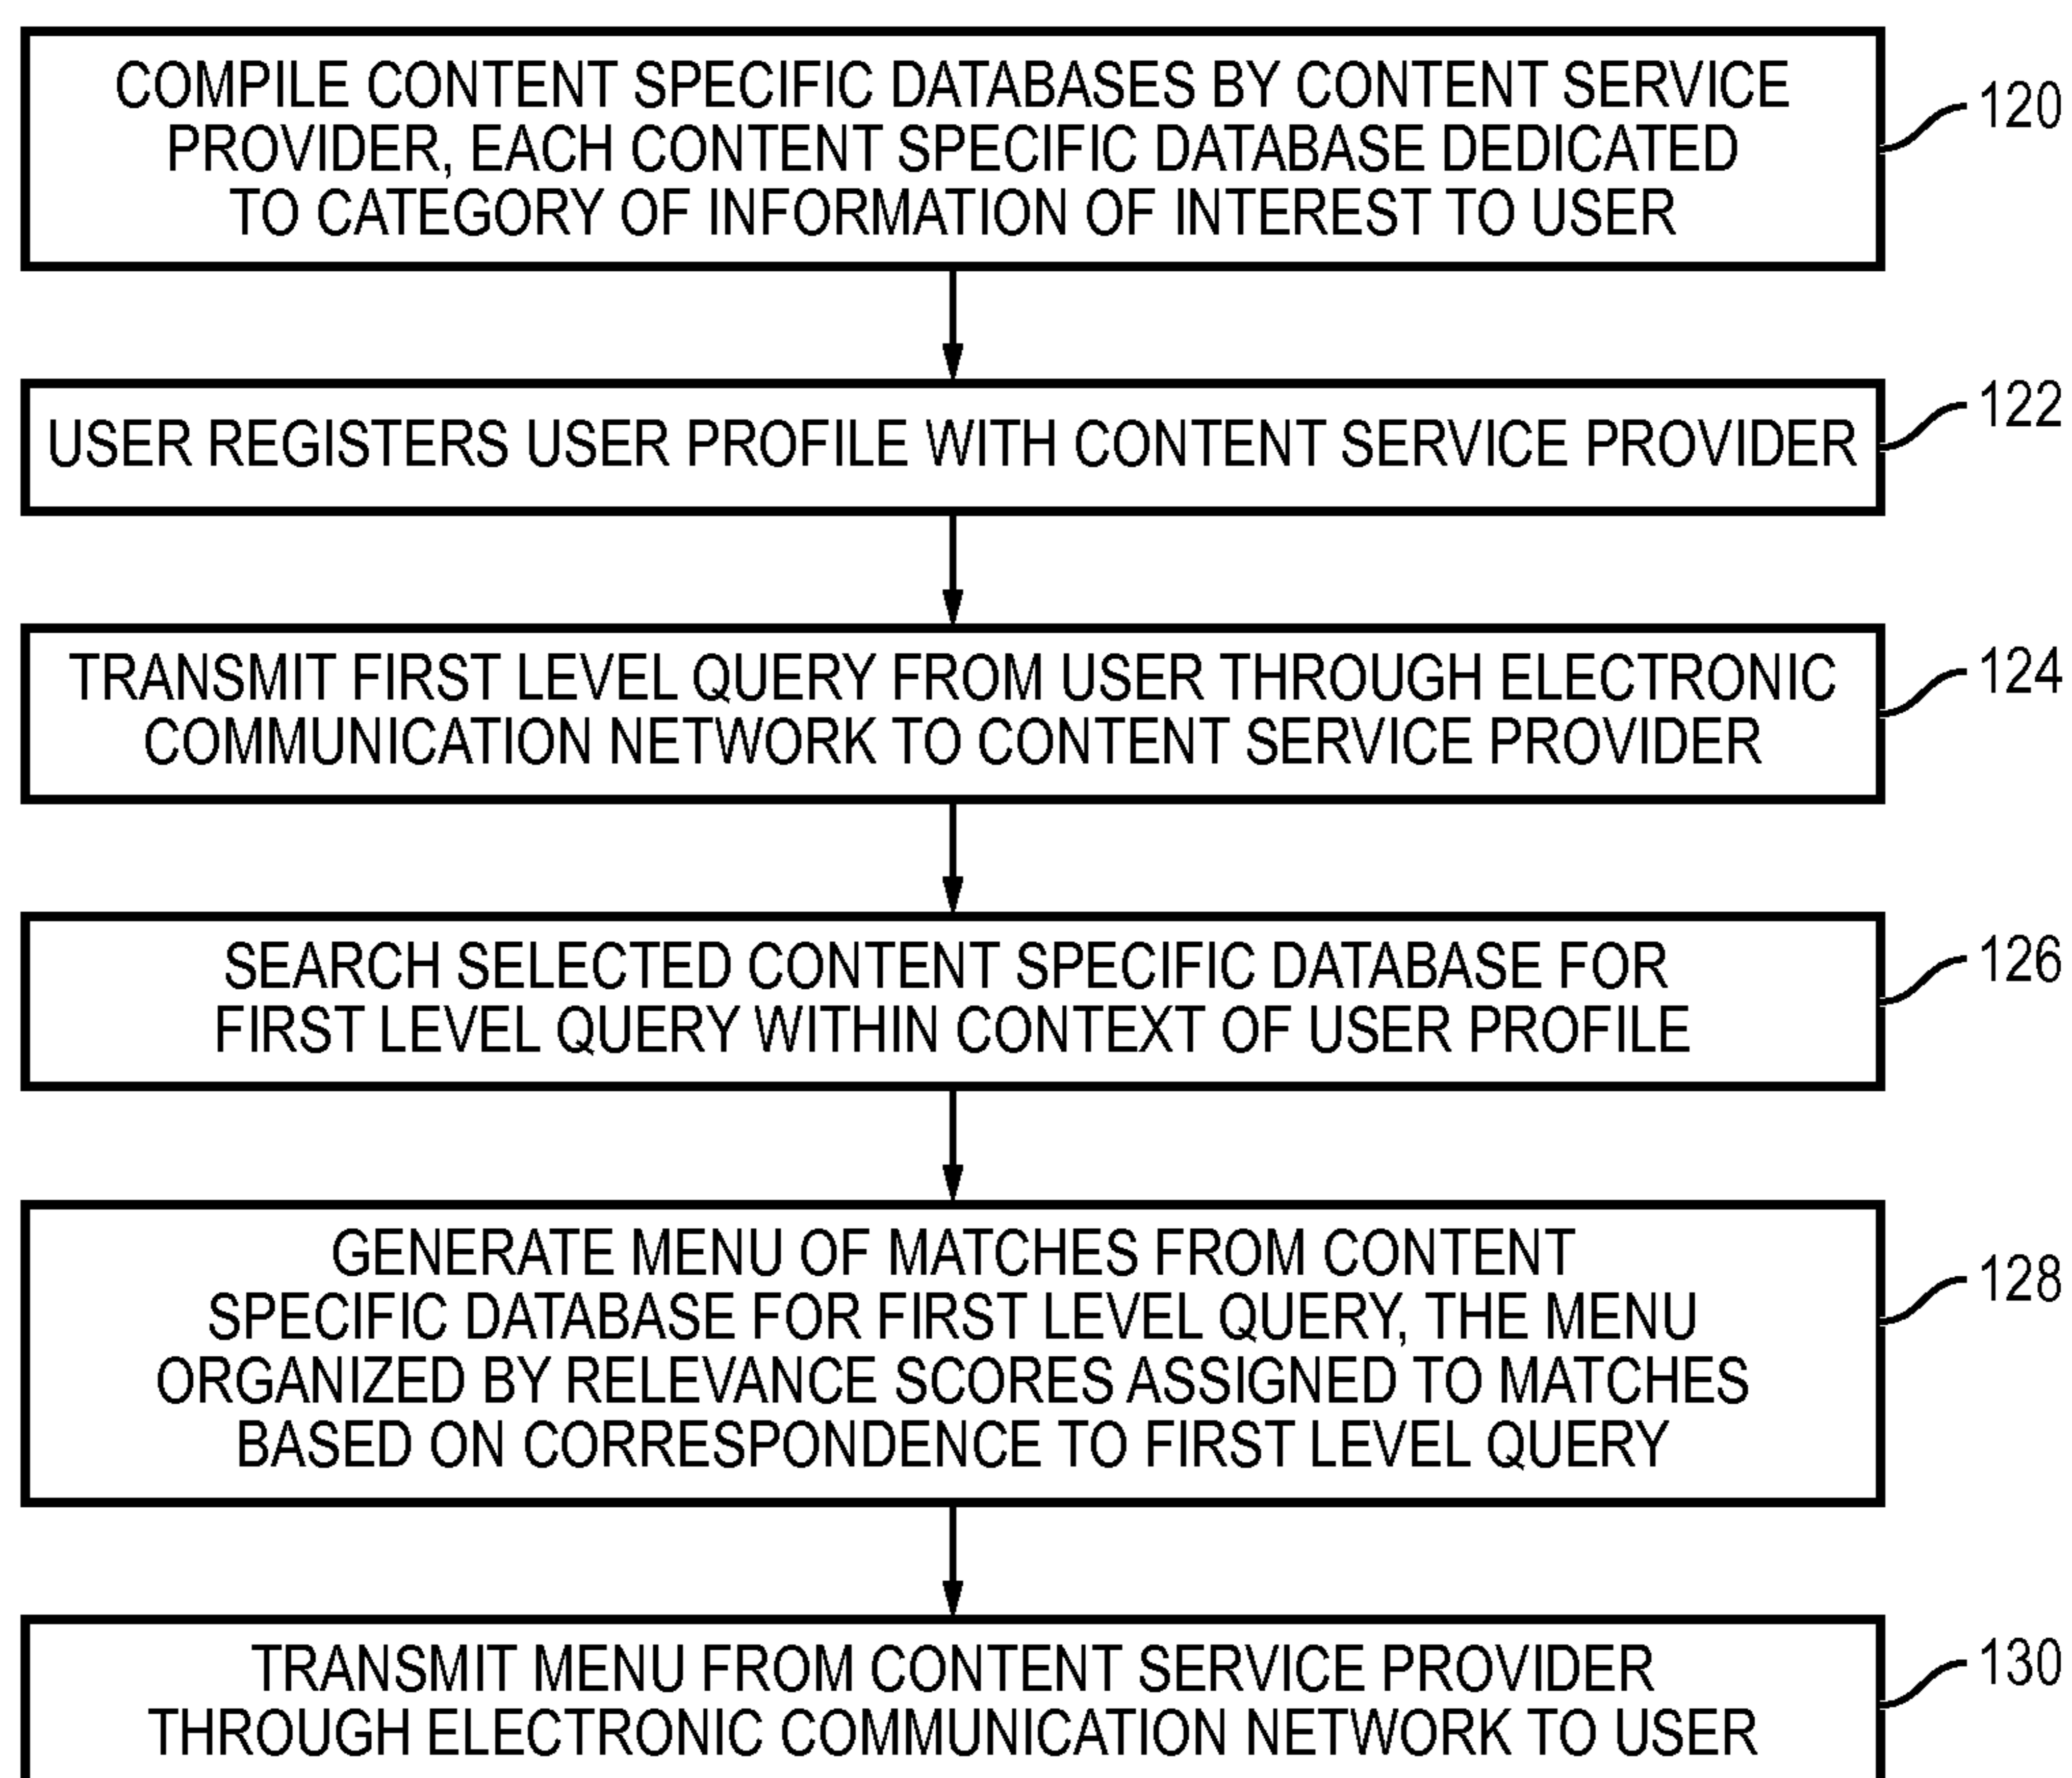 COMPILE CONTENT SPECIFIC DATABASES BY CONTENT SERVICE
PROVIDER, EACH CONTENT SPECIFIC DATABASE DEDICATED
TO CATEGORY OF INFORMATION OF INTEREST TO USER
120
USER REGISTERS USER PROFILE WITH CONTENT SERVICE PROVIDER
122
TRANSMIT FIRST LEVEL QUERY FROM USER THROUGH ELECTRONIC
COMMUNICATION NETWORK TO CONTENT SERVICE PROVIDER
124
SEARCH SELECTED CONTENT SPECIFIC DATABASE FOR
FIRST LEVEL QUERY WITHIN CONTEXT OF USER PROFILE
126
GENERATE MENU OF MATCHES FROM CONTENT
SPECIFIC DATABASE FOR FIRST LEVEL QUERY, THE MENU
ORGANIZED BY RELEVANCE SCORES ASSIGNED TO MATCHES
BASED ON CORRESPONDENCE TO FIRST LEVEL QUERY
128
TRANSMIT MENU FROM CONTENT SERVICE PROVIDER
THROUGH ELECTRONIC COMMUNICATION NETWORK TO USER
130